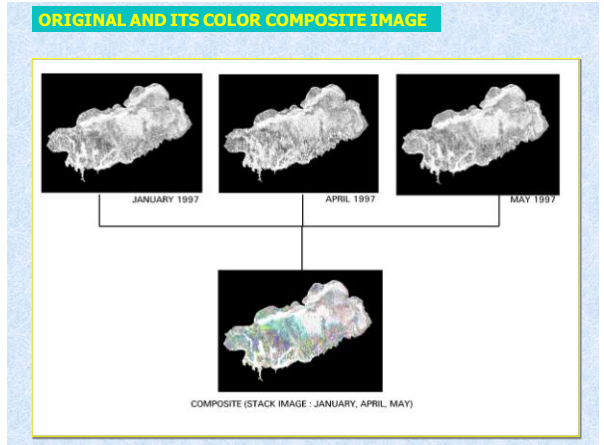 ORIGINAL AND ITS COLOR COMPOSITE IMAGE
JANUARY 1997
APRIL 1997
MAY 1997
COMPOSITE (STACK IMAGE : JANUARY, APRIL, MAY)